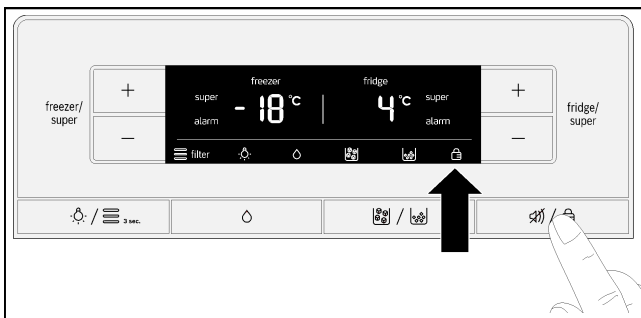 freezer
fridge
super
- 18 °C
4 °C
super
alarm
alarm
filter
freezer/
super
+
−
+
−
fridge/
super
/
3 sec.
/
/